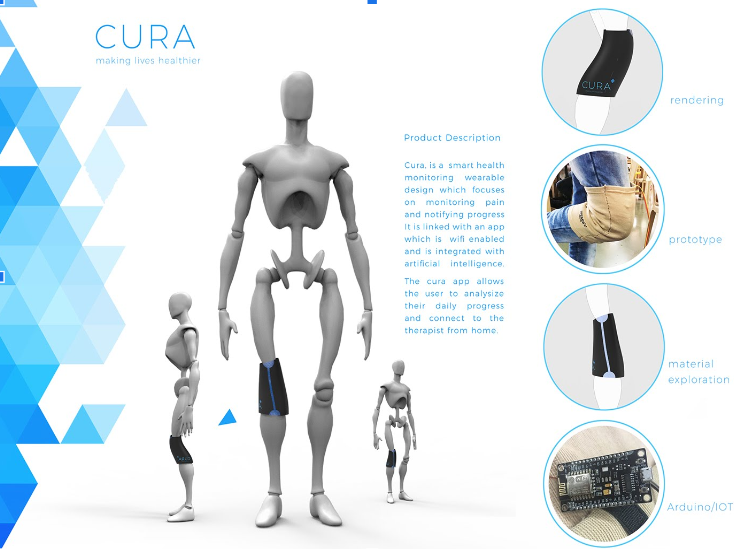 CURA
making lives healthier
Product Description
Cura, is a smart health
monitoring wearable
design which focuses
on monitoring pain
and notifying progress
It is linked with an app
which is wifi enabled
and is integrated with
artificial intelligence.
The cura app allows
the user to analysize
their daily progress
and connect to the
therapist from home.
CURA+
rendering
prototype
material
exploration
Arduino/IOT